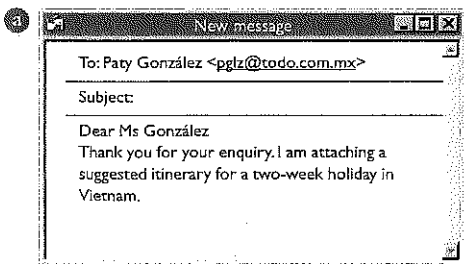 a
New message
To: Paty González <pglz@todo.com.mx>
Subject:
Dear Ms González
Thank you for your enquiry. I am attaching a
suggested itinerary for a two-week holiday in
Vietnam.